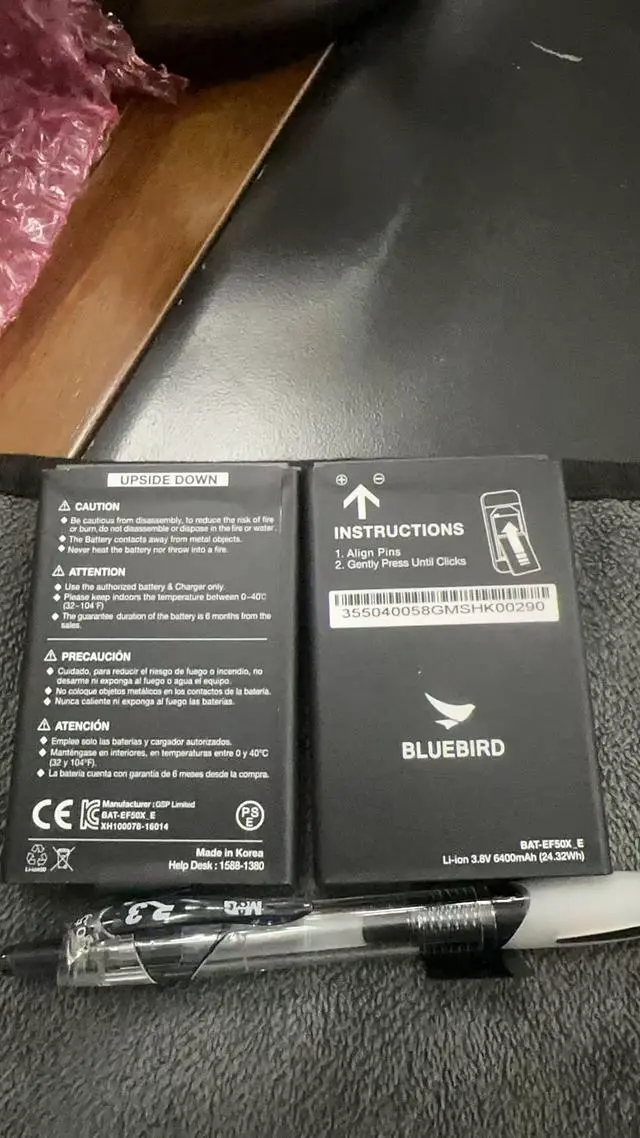 UPSIDE DOWN
CAUTION
Be cautious from disassembly, to reduce the risk of fire
or burn, do not disassemble or dispose in the fire or water.
The Battery contacts away from metal objects.
Never heat the battery nor throw into a fire.
ATTENTION
Use the authorized battery & Charger only.
Please keep indoors the temperature between 0~40℃
(32~104℉)
The guarantee duration of the battery is 6 months from the
sales.
PRECAUCIÓN
Cuidado, para reducir el riesgo de fuego o incendio, no
desarme ni exponga al fuego o agua el equipo.
No coloque objetos metálicos en los contactos de la batería.
Nunca caliente ni exponga al fuego las baterías.
ATENCIÓN
Emplee solo las baterías y cargador autorizados.
Manténgase en interiores, en temperaturas entre 0 y 40℃
(32 y 104℉).
La batería cuenta con garantía de 6 meses desde la compra.
CE
Manufacturer : GSP Limited
BAT-EF50X_E
XH100078-16014
PS
E
Li-ion00
Made in Korea
Help Desk : 1588-1380
⊕ ⊖
INSTRUCTIONS
1. Align Pins
2. Gently Press Until Clicks
355040058GMSHK00290
BLUEBIRD
BAT-EF50X_E
Li-ion 3.8V 6400mAh (24.32Wh)
M&G